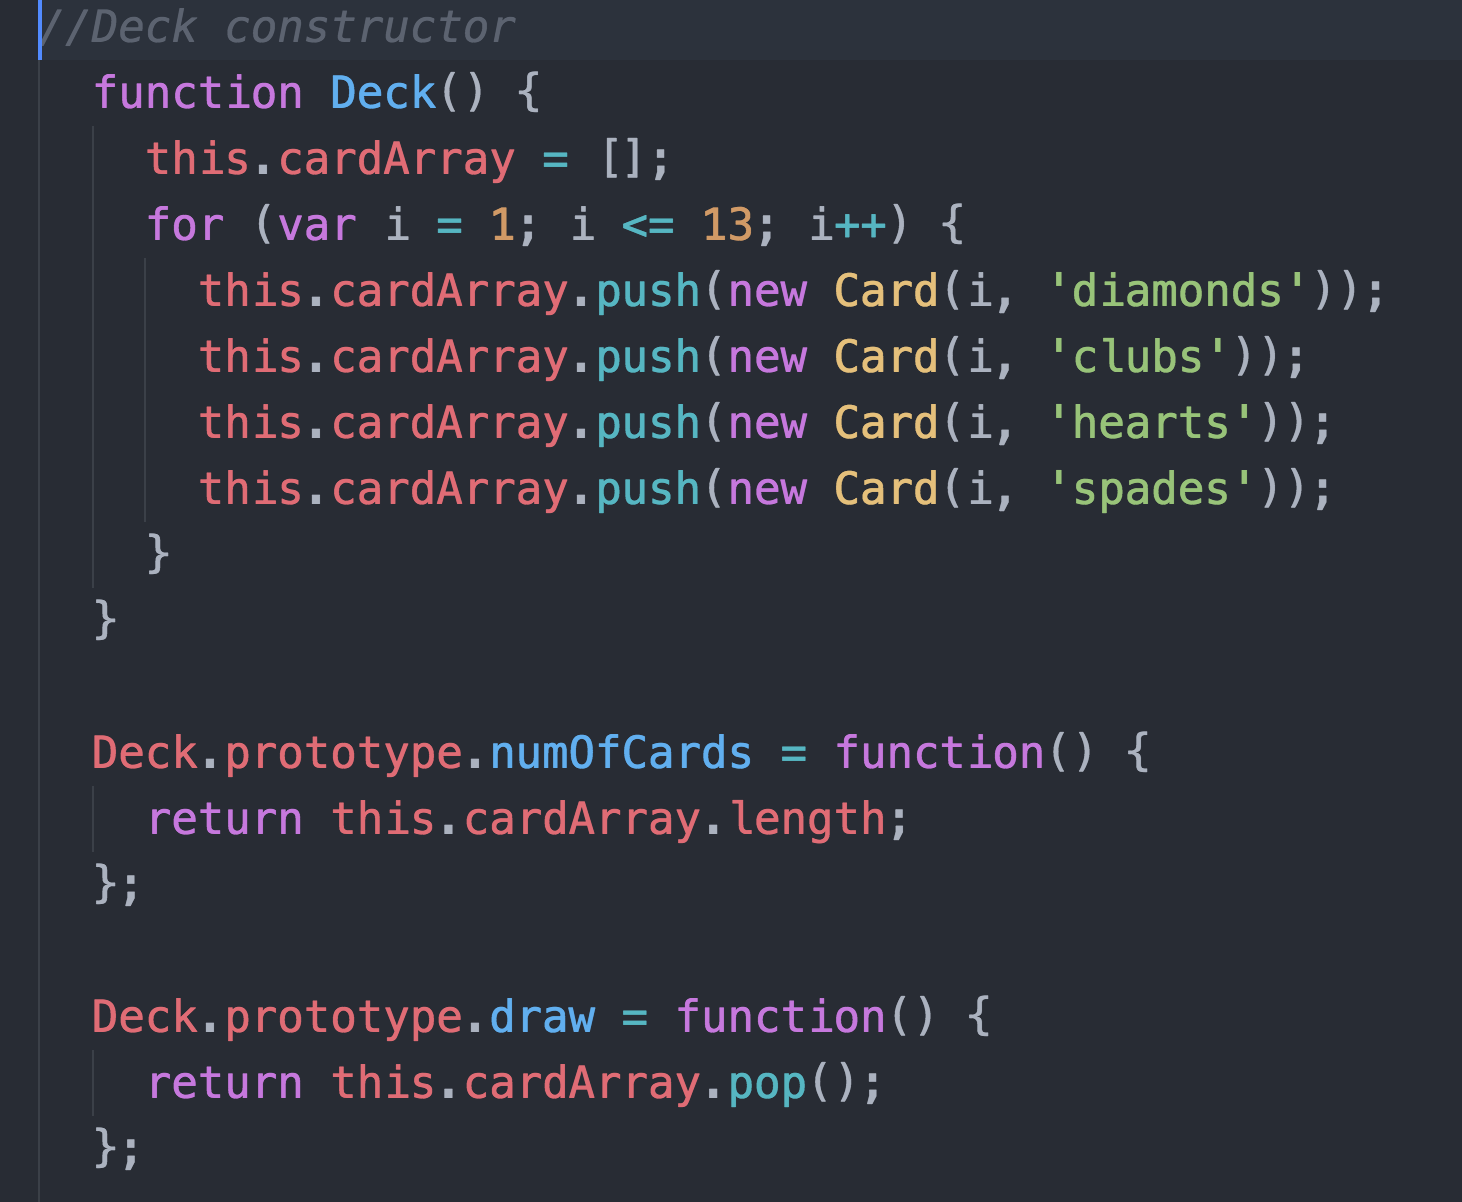 //Deck constructor
function Deck() {
this.cardArray = [];
for (var i = 1; i <= 13; i++) {
this.cardArray.push(new Card(i, 'diamonds'));
this.cardArray.push(new Card(i, 'clubs'));
this.cardArray.push(new Card(i, 'hearts'));
this.cardArray.push(new Card(i, 'spades'));
}
}
Deck.prototype.numOfCards = function() {
return this.cardArray.length;
};
Deck.prototype.draw = function() {
return this.cardArray.pop();
};